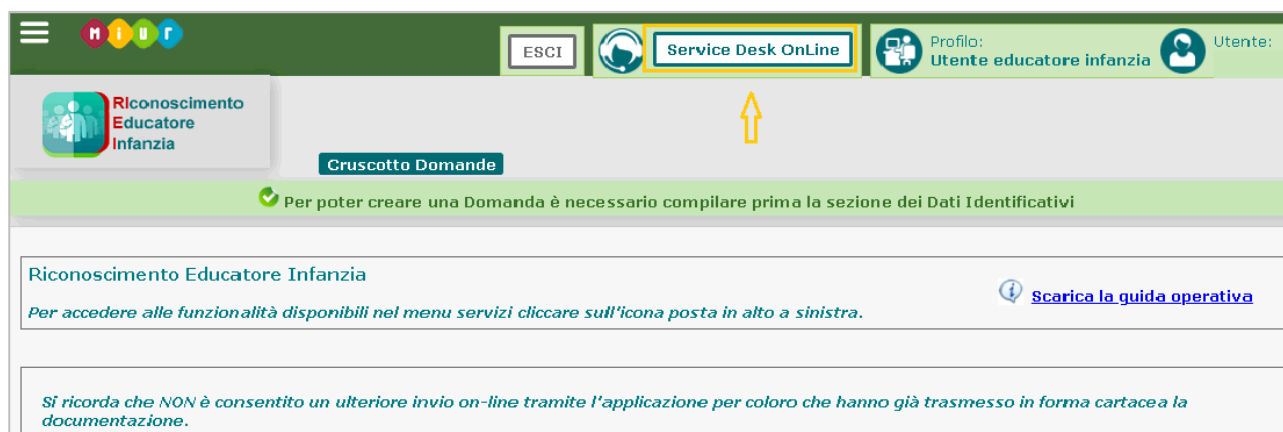 MIUR
ESCI
Service Desk OnLine
Profilo:
Utente educatore infanzia
Utente:
RIconoscimento
Educatore
Infanzia
Cruscotto Domande
Per poter creare una Domanda è necessario compilare prima la sezione dei Dati Identificativi
Riconoscimento Educatore Infanzia
Scarica la guida operativa
Per accedere alle funzionalità disponibili nel menu servizi cliccare sull'icona posta in alto a sinistra.
Si ricorda che NON è consentito un ulteriore invio on-line tramite l'applicazione per coloro che hanno già trasmesso in forma cartacea la
documentazione.